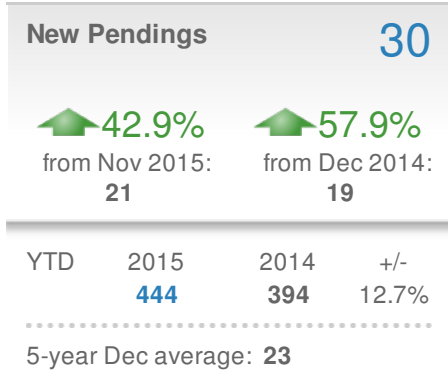 New Pendings 30
42.9% 57.9%
from Nov 2015: from Dec 2014:
21 19
YTD 2015 2014 +/-
444 394 12.7%
5-year Dec average: 23